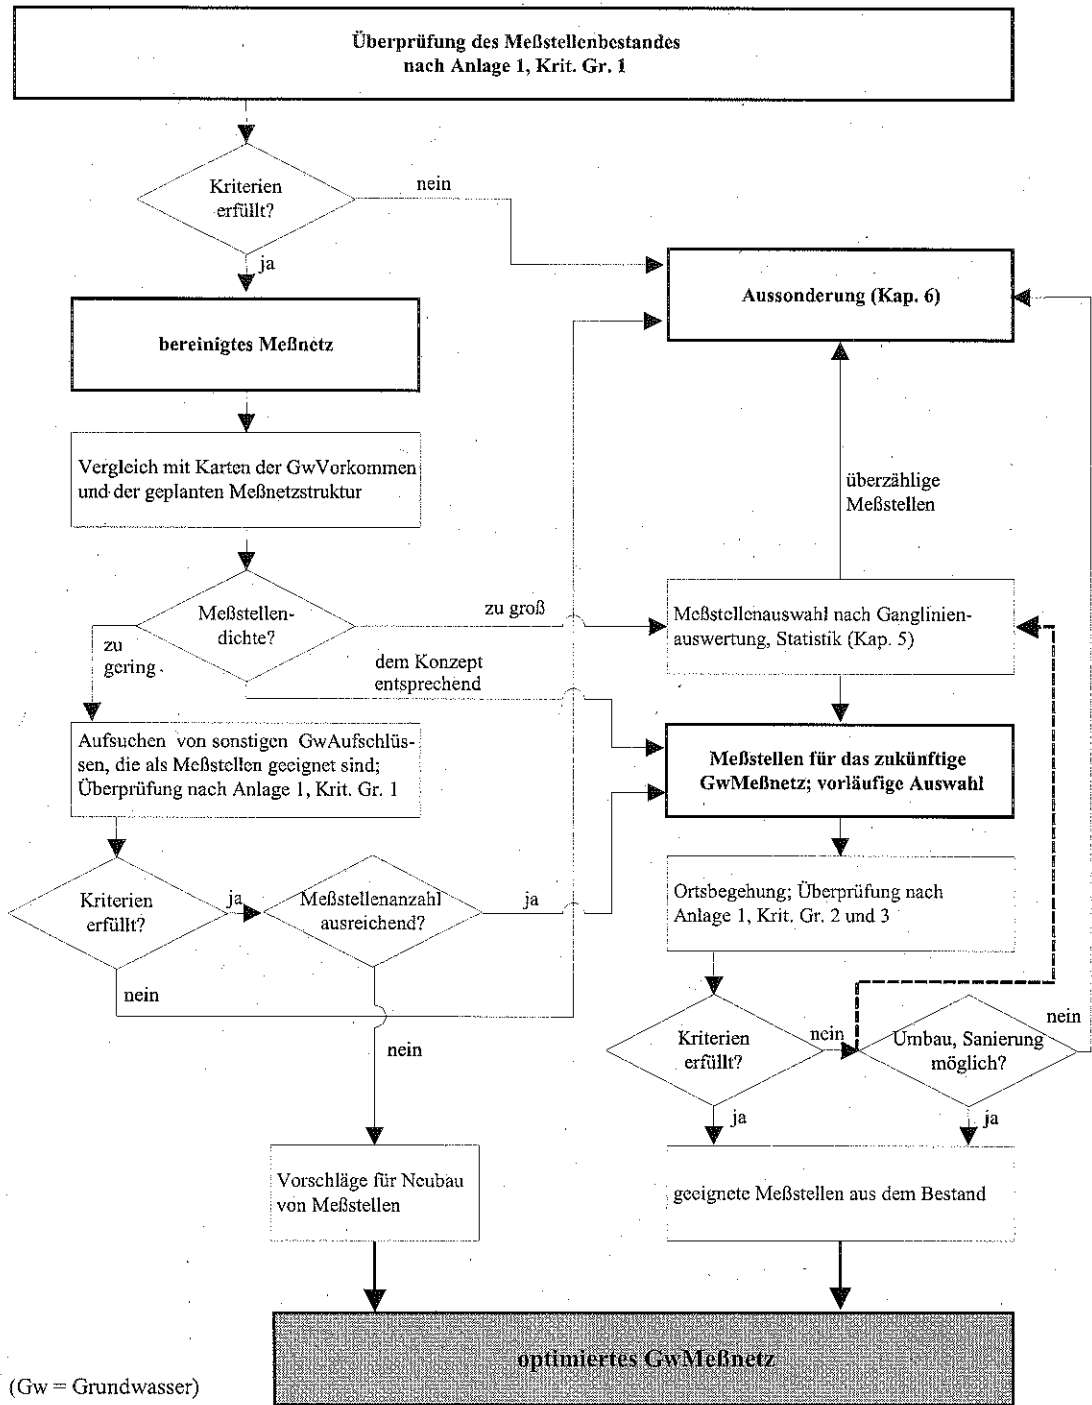 Überprüfung des Meßstellenbestandes
nach Anlage 1, Krit. Gr. 1
Kriterien
erfüllt?
nein
ja
Aussonderung (Kap. 6)
bereinigtes Meßnetz
Vergleich mit Karten der GwVorkommen
und der geplanten Meßnetzstruktur
überzählige
Meßstellen
Meßstellen-
dichte?
zu groß
zu
gering
dem Konzept
entsprechend
Meßstellenauswahl nach Ganglinien-
auswertung, Statistik (Kap. 5)
Aufsuchen von sonstigen GwAufschlüs-
sen, die als Meßstellen geeignet sind;
Überprüfung nach Anlage 1, Krit. Gr. 1
Meßstellen für das zukünftige
GwMeßnetz; vorläufige Auswahl
Kriterien
erfüllt?
ja
Meßstellenanzahl
ausreichend?
ja
Ortsbegehung; Überprüfung nach
Anlage 1, Krit. Gr. 2 und 3
nein
nein
Kriterien
erfüllt?
nein
Umbau, Sanierung
möglich?
nein
ja
ja
Vorschläge für Neubau
von Meßstellen
geeignete Meßstellen aus dem Bestand
optimiertes GwMeßnetz
(Gw = Grundwasser)